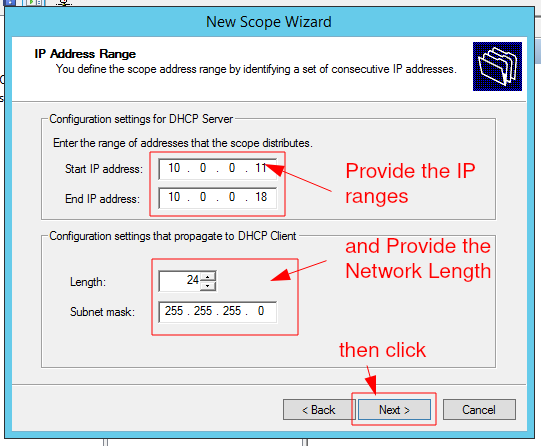 New Scope Wizard
IP Address Range
You define the scope address range by identifying a set of consecutive IP addresses.
Configuration settings for DHCP Server
Enter the range of addresses that the scope distributes.
Start IP address: 10 . 0 . 0 . 11
End IP address: 10 . 0 . 0 . 18
Provide the IP
ranges
Configuration settings that propagate to DHCP Client
and Provide the
Network Length
Length: 24
Subnet mask: 255 . 255 . 255 . 0
then click
< Back Next > Cancel